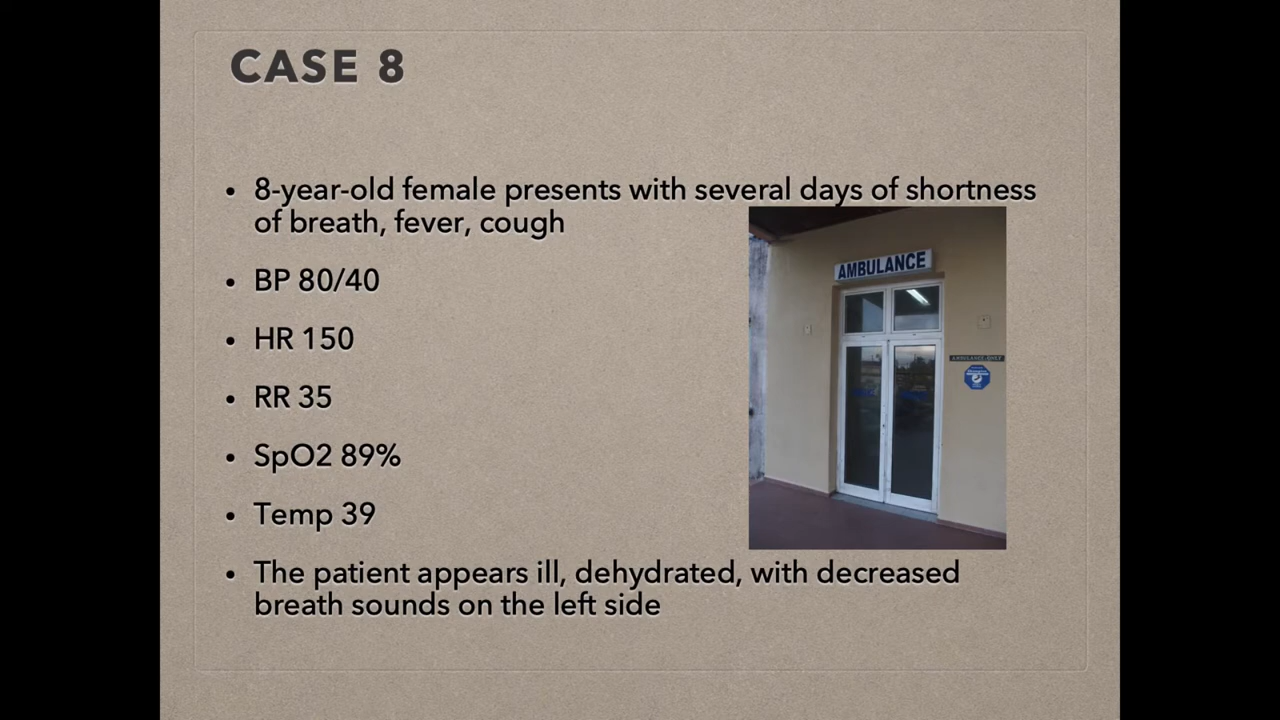 CASE 8
• 8-year-old female presents with several days of shortness
of breath, fever, cough
• BP 80/40
• HR 150
• RR 35
• SpO2 89%
• Temp 39
• The patient appears ill, dehydrated, with decreased
breath sounds on the left side
AMBULANCE
AMBULANCE ONLY